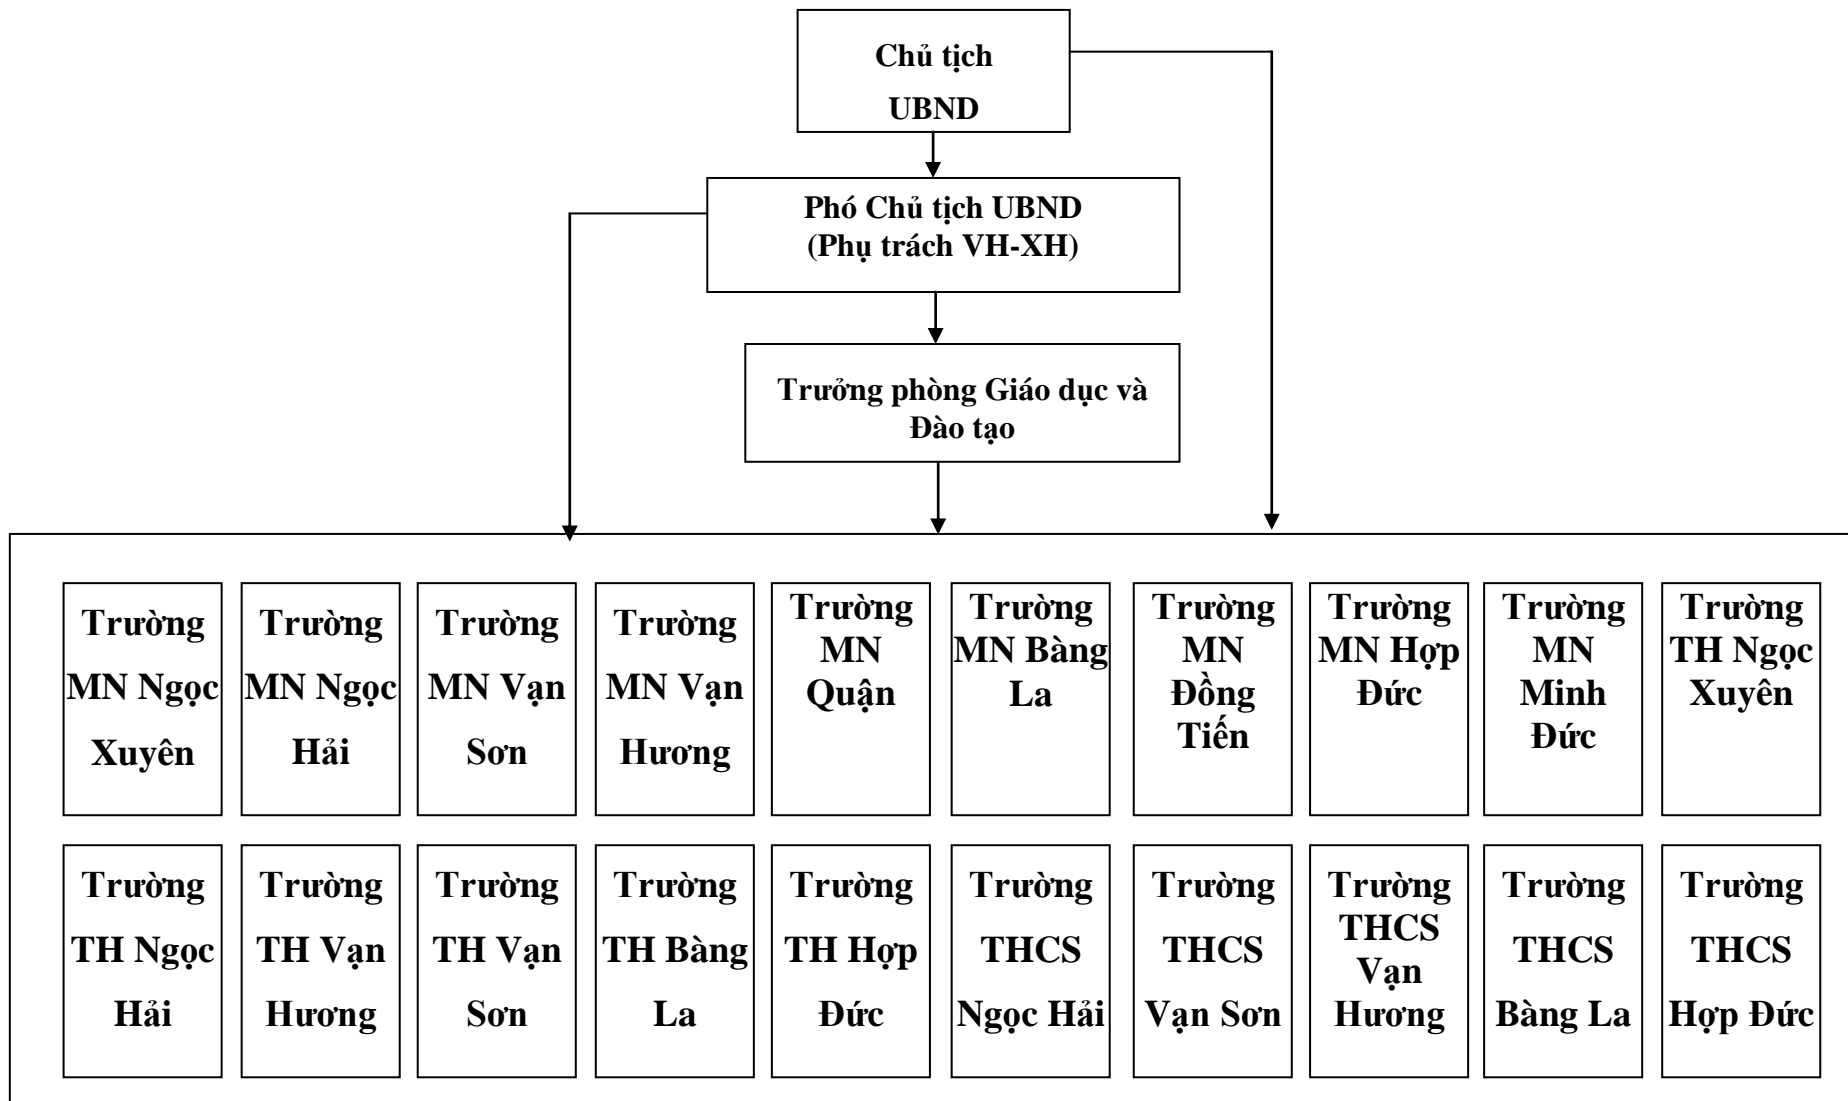 Chủ tịch
UBND
Phó Chủ tịch UBND
(Phụ trách VH-XH)
Trưởng phòng Giáo dục và
Đào tạo
Trường
MN Ngọc
Xuyên
Trường
MN Ngọc
Hải
Trường
MN Vạn
Sơn
Trường
MN Vạn
Hương
Trường
MN
Quận
Trường
MN Bàng
La
Trường
MN
Đồng
Tiến
Trường
MN Hợp
Đức
Trường
MN
Minh
Đức
Trường
TH Ngọc
Xuyên
Trường
TH Ngọc
Hải
Trường
TH Vạn
Hương
Trường
TH Vạn
Sơn
Trường
TH Bàng
La
Trường
TH Hợp
Đức
Trường
THCS
Ngọc Hải
Trường
THCS
Vạn Sơn
Trường
THCS
Vạn
Hương
Trường
THCS
Bàng La
Trường
THCS
Hợp Đức